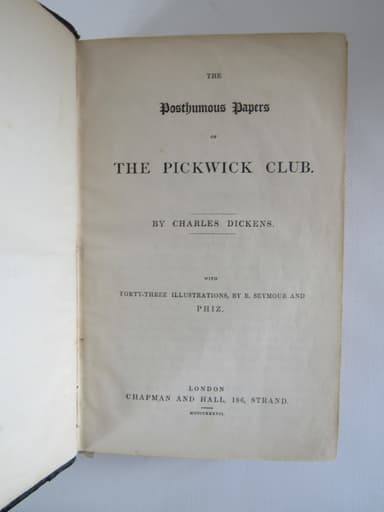 THE
Posthumous Papers
OF
THE PICKWICK CLUB.
BY CHARLES DICKENS.
WITH
FORTY-THREE ILLUSTRATIONS, BY R. SEYMOUR AND
PHIZ.
LONDON
CHAPMAN AND HALL, 186, STRAND.
MDCCCXXXVII.